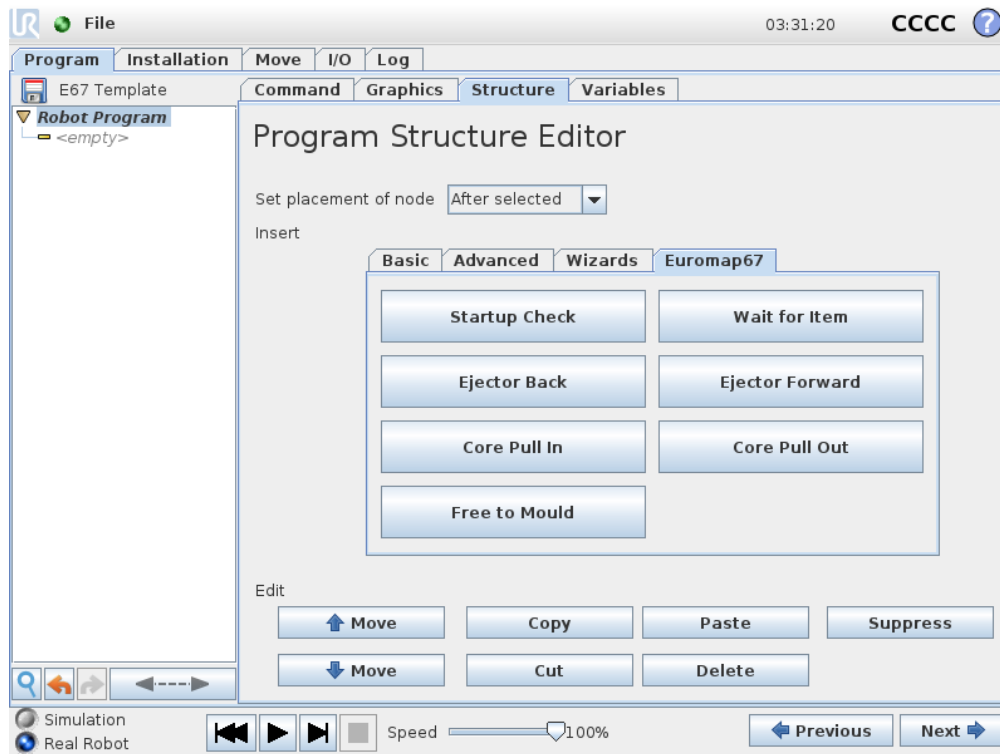 UR File 03:31:20 CCCC ?
Program Installation Move I/O Log
E67 Template Command Graphics Structure Variables
Robot Program
<empty>
Program Structure Editor
Set placement of node After selected
Insert
Basic Advanced Wizards Euromap67
Startup Check Wait for Item
Ejector Back Ejector Forward
Core Pull In Core Pull Out
Free to Mould
Edit
Move Copy Paste Suppress
Move Cut Delete
Simulation
Real Robot
Speed 100% Previous Next